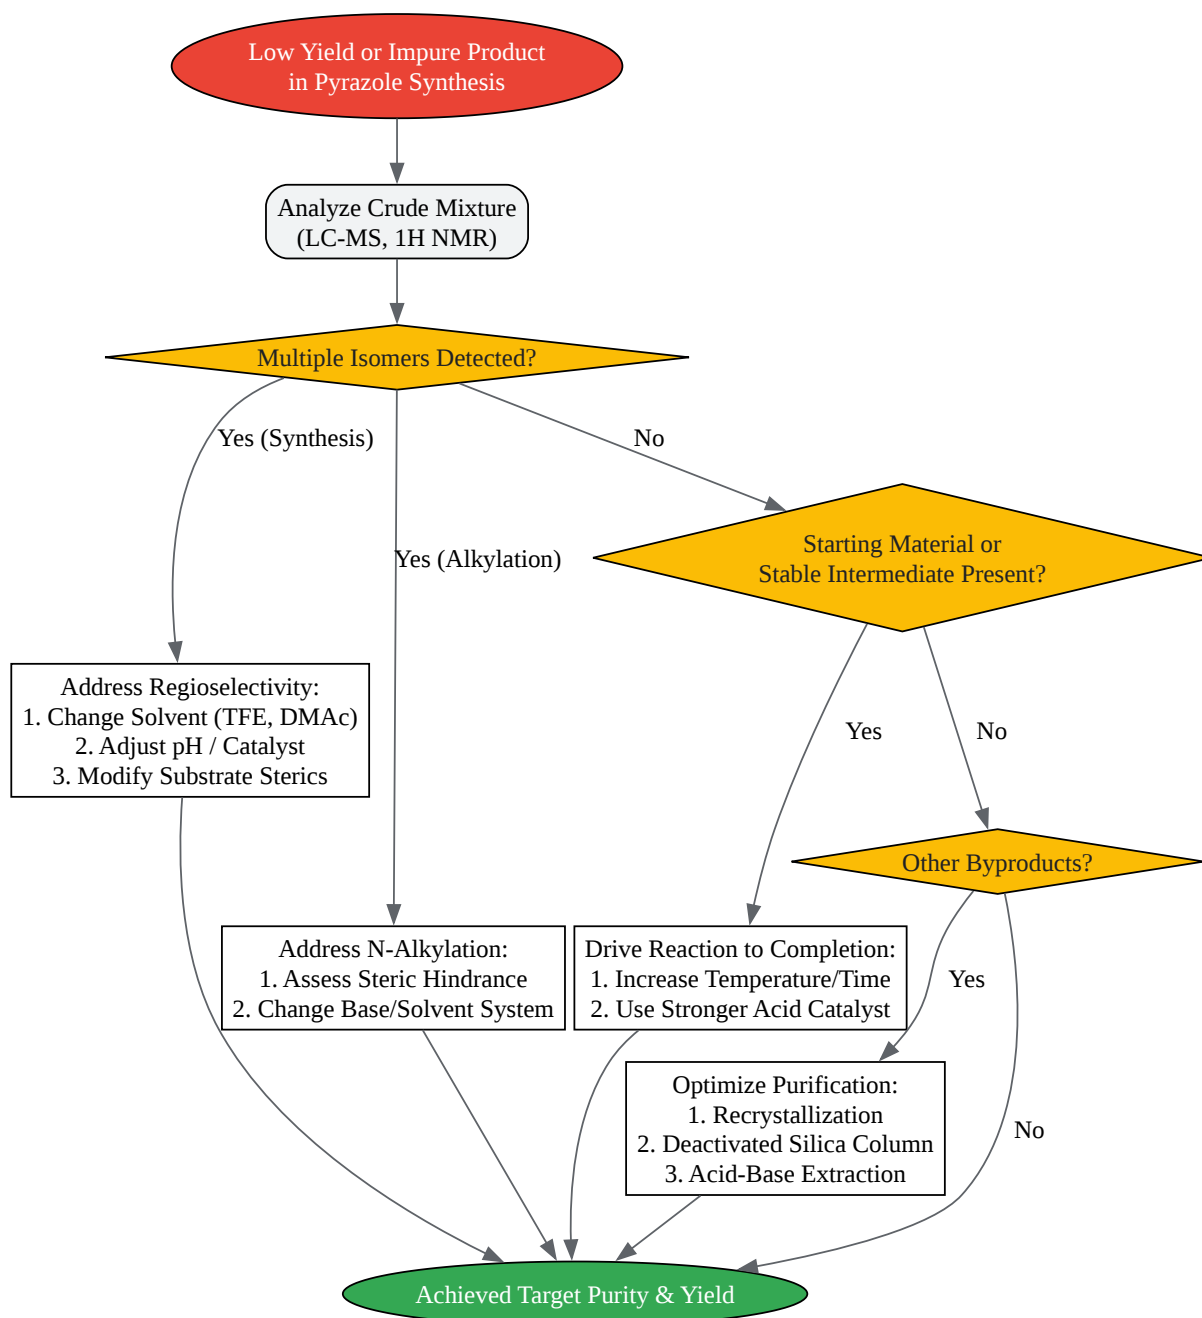 Low Yield or Impure Product
in Pyrazole Synthesis
Analyze Crude Mixture
(LC-MS, 1H NMR)
Multiple Isomers Detected?
Yes (Synthesis)
No
Yes (Alkylation)
Starting Material or
Stable Intermediate Present?
Address Regioselectivity:
1. Change Solvent (TFE, DMAc)
2. Adjust pH / Catalyst
3. Modify Substrate Sterics
Yes
No
Other Byproducts?
Address N-Alkylation:
1. Assess Steric Hindrance
2. Change Base/Solvent System
Drive Reaction to Completion:
1. Increase Temperature/Time
2. Use Stronger Acid Catalyst
Yes
Optimize Purification:
1. Recrystallization
2. Deactivated Silica Column
3. Acid-Base Extraction
No
Achieved Target Purity & Yield